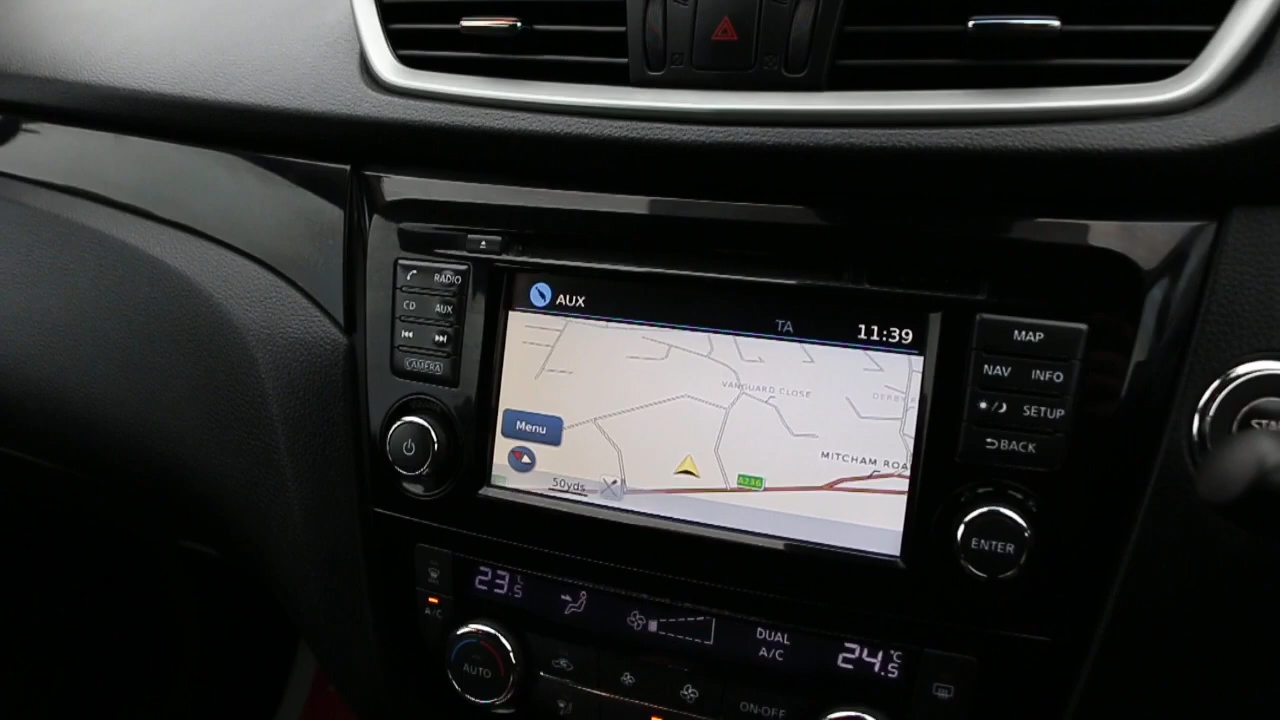 RADIO
CD AUX
CAMERA
AUX
TA 11:39
VANGUARD CLOSE
MITCHAM ROA
Menu
A236
50yds
MAP
NAV INFO
SETUP
BACK
ENTER
23.5
A/C
AUTO
DUAL
A/C
24.5°C
ON·OFF